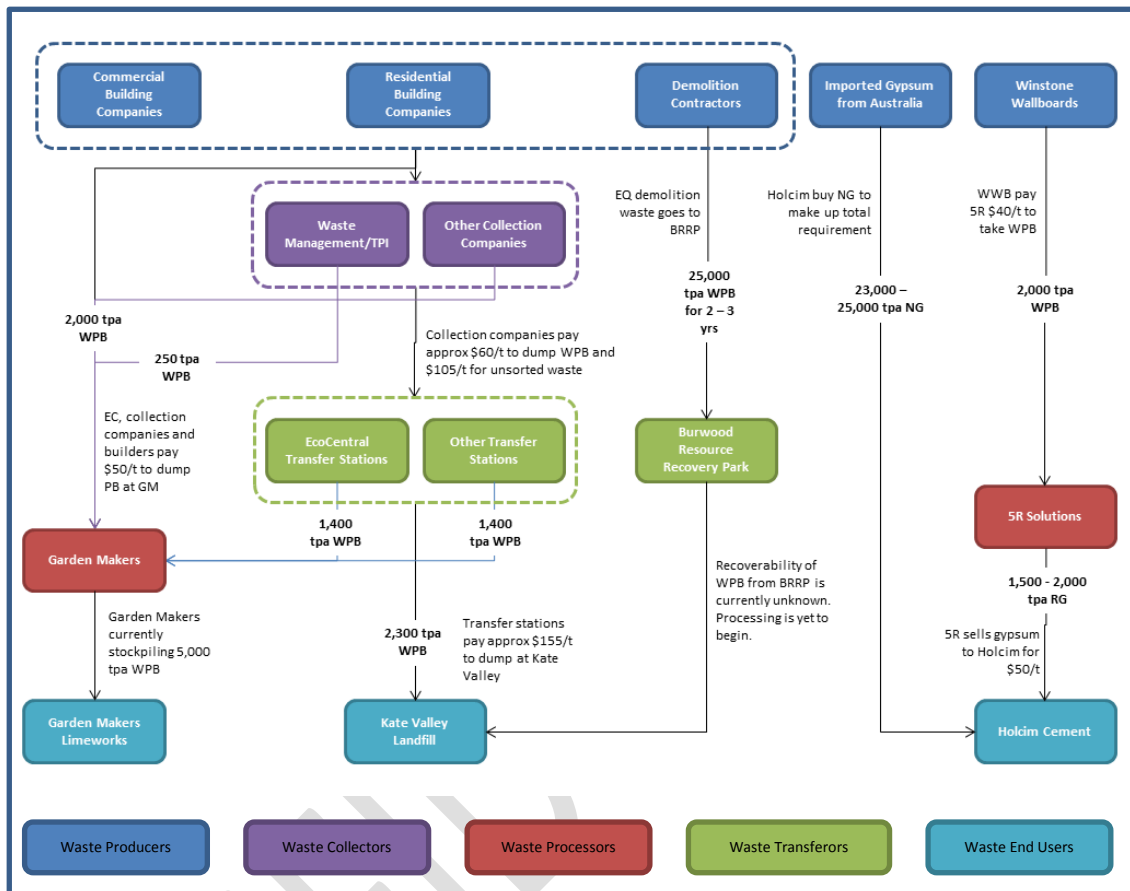 Commercial
Building
Companies
Residential
Building
Companies
Demolition
Contractors
Imported Gypsum
from Australia
Winstone
Wallboards
EQ demolition
waste goes to
BRRP
Holcim buy NG to
make up total
requirement
WWB pay
5R $40/t to
take WPB
Waste
Management/TPI
Other Collection
Companies
25,000
tpa WPB
for 2 – 3
yrs
23,000 –
25,000 tpa NG
2,000 tpa
WPB
2,000 tpa
WPB
250 tpa
WPB
Collection companies pay
approx $60/t to dump WPB and
$105/t for unsorted waste
EC, collection
companies and
builders pay
$50/t to dump
PB at GM
EcoCentral
Transfer Stations
Other Transfer
Stations
Burwood
Resource
Recovery Park
1,400
tpa WPB
1,400
tpa WPB
5R Solutions
Garden Makers
Recoverability of
WPB from BRRP is
currently unknown.
Processing is yet to
begin.
1,500 - 2,000
tpa RG
Garden Makers
currently
stockpiling 5,000
tpa WPB
2,300 tpa
WPB
Transfer stations
pay approx $155/t
to dump at Kate
Valley
5R sells gypsum
to Holcim for
$50/t
Garden Makers
Limeworks
Kate Valley
Landfill
Holcim Cement
Waste Producers
Waste Collectors
Waste Processors
Waste Transferors
Waste End Users